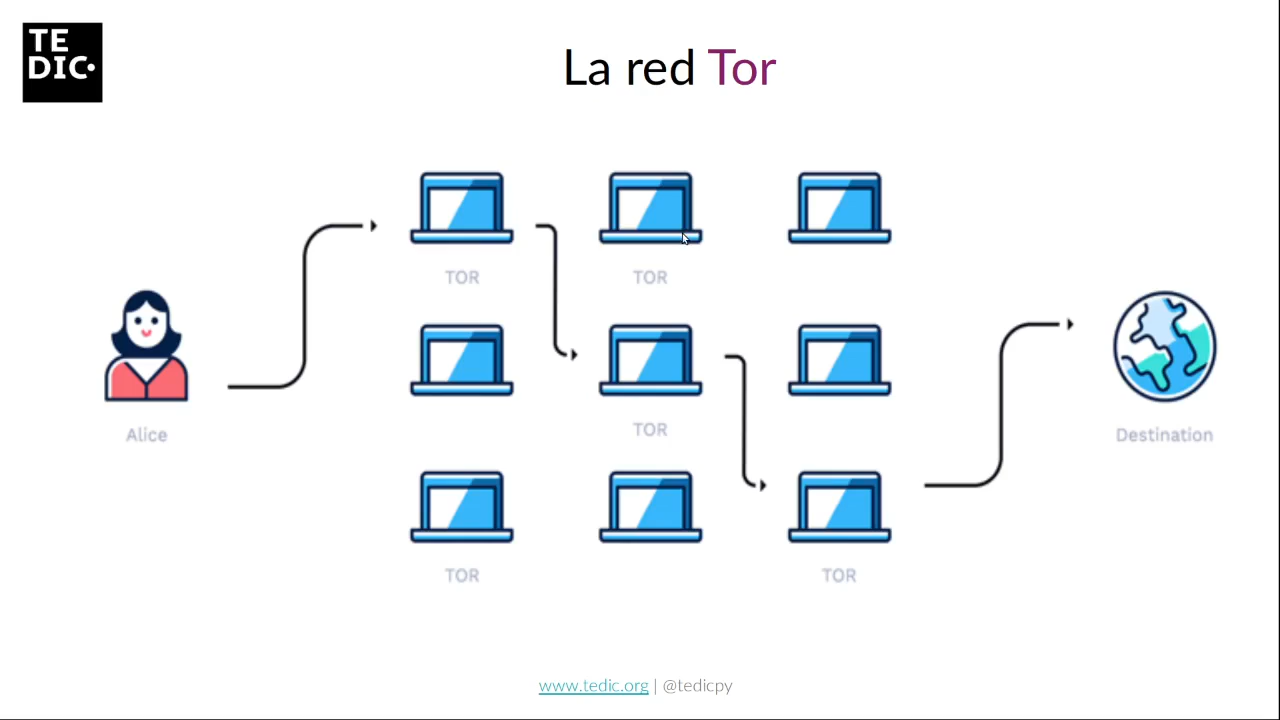 TE
DIC
La red Tor
TOR
TOR
Alice
TOR
Destination
TOR
TOR
www.tedic.org | @tedicpy